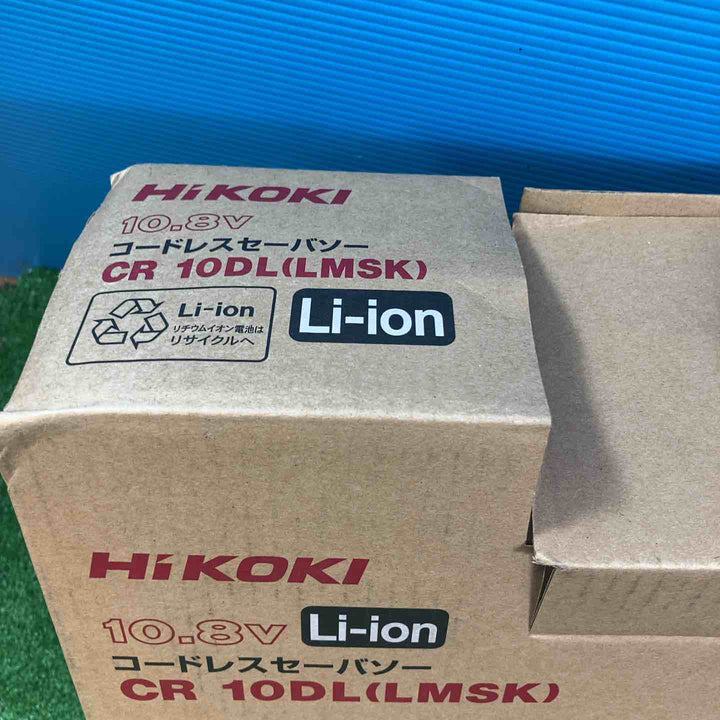 HiKOKI
10.8V
コードレスセーバソー
CR 10DL(LMSK)
Li-ion
リチウムイオン電池は
リサイクルへ
Li-ion
HiKOKI
10.8V Li-ion
コードレスセーバソー
CR 10DL(LMSK)